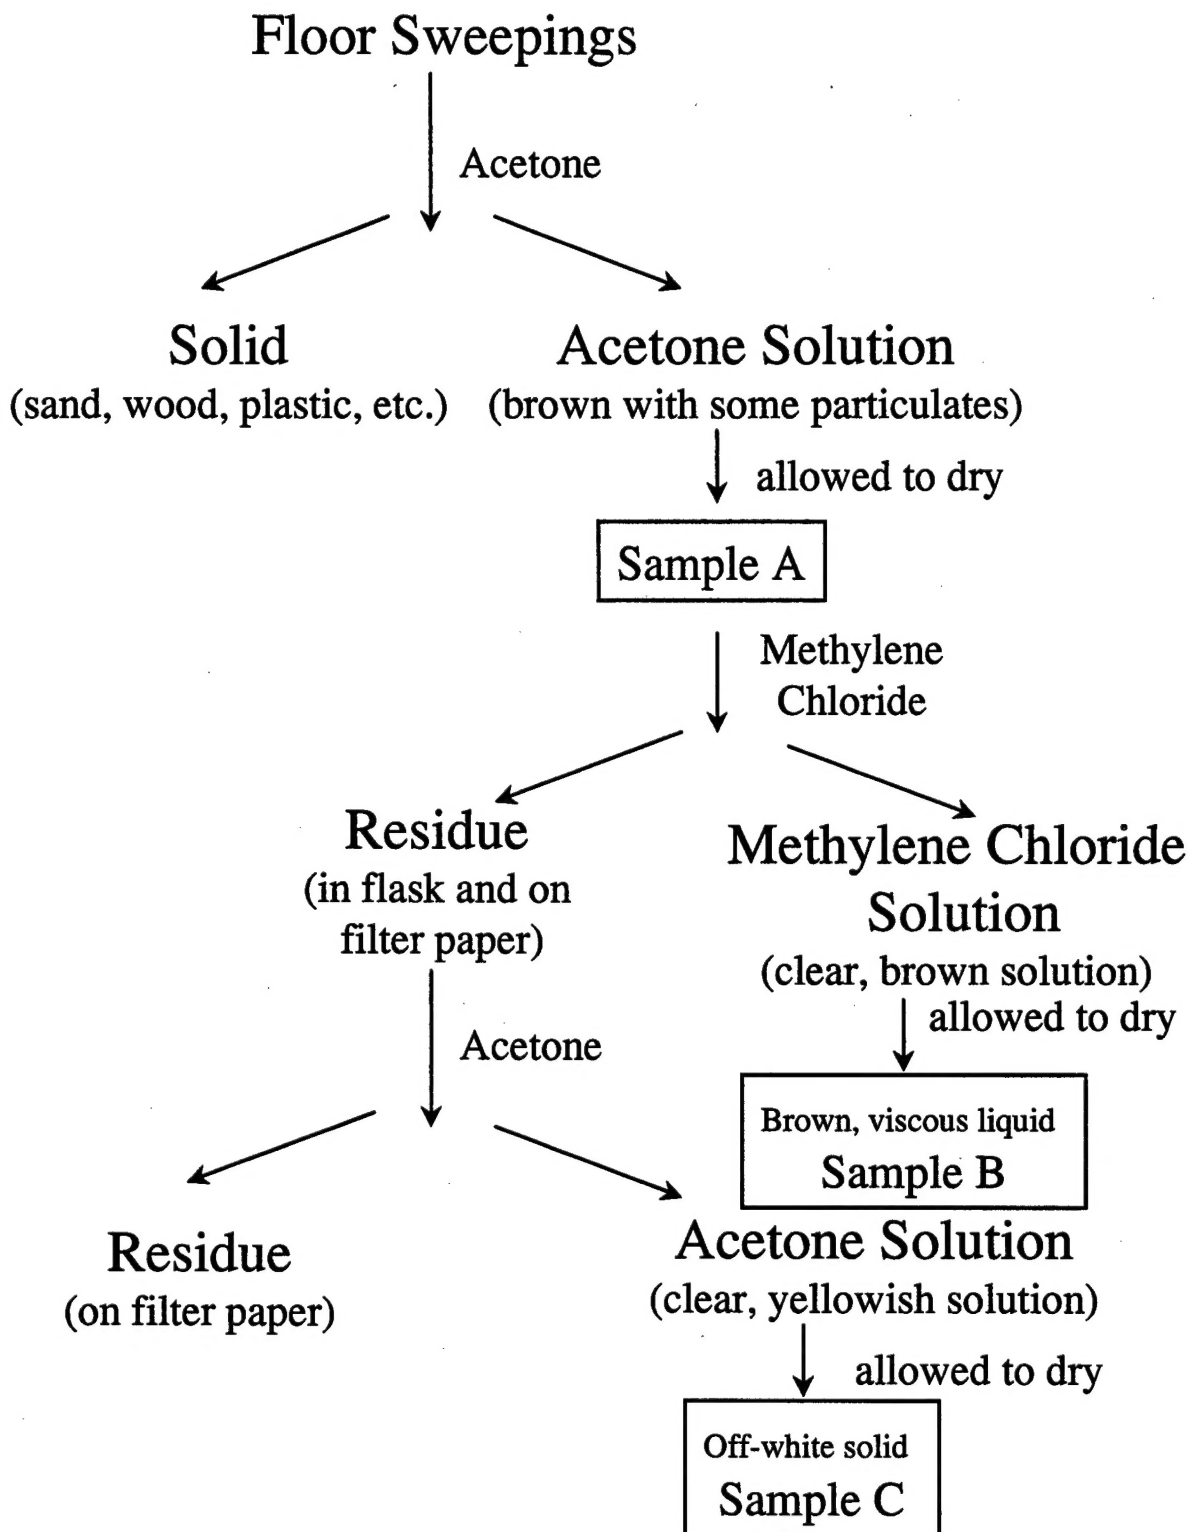 Floor Sweepings
Acetone
Solid
(sand, wood, plastic, etc.)
Acetone Solution
(brown with some particulates)
allowed to dry
Sample A
Methylene
Chloride
Residue
(in flask and on
filter paper)
Methylene Chloride
Solution
(clear, brown solution)
allowed to dry
Brown, viscous liquid
Sample B
Acetone
Residue
(on filter paper)
Acetone Solution
(clear, yellowish solution)
allowed to dry
Off-white solid
Sample C